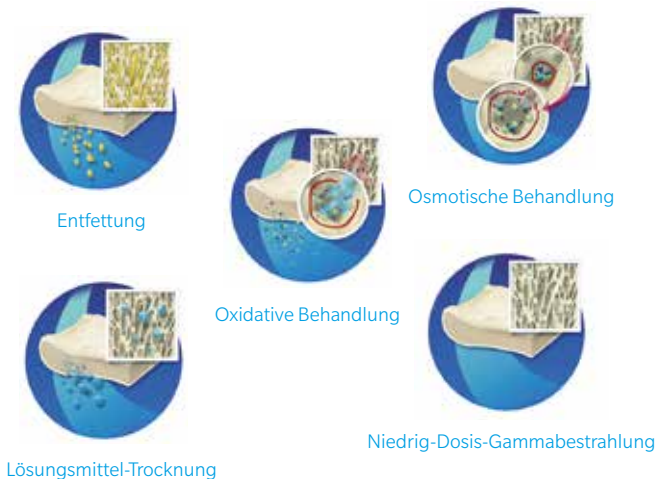 Entfettung
Osmotische Behandlung
Oxidative Behandlung
Lösungsmittel-Trocknung
Niedrig-Dosis-Gammabestrahlung